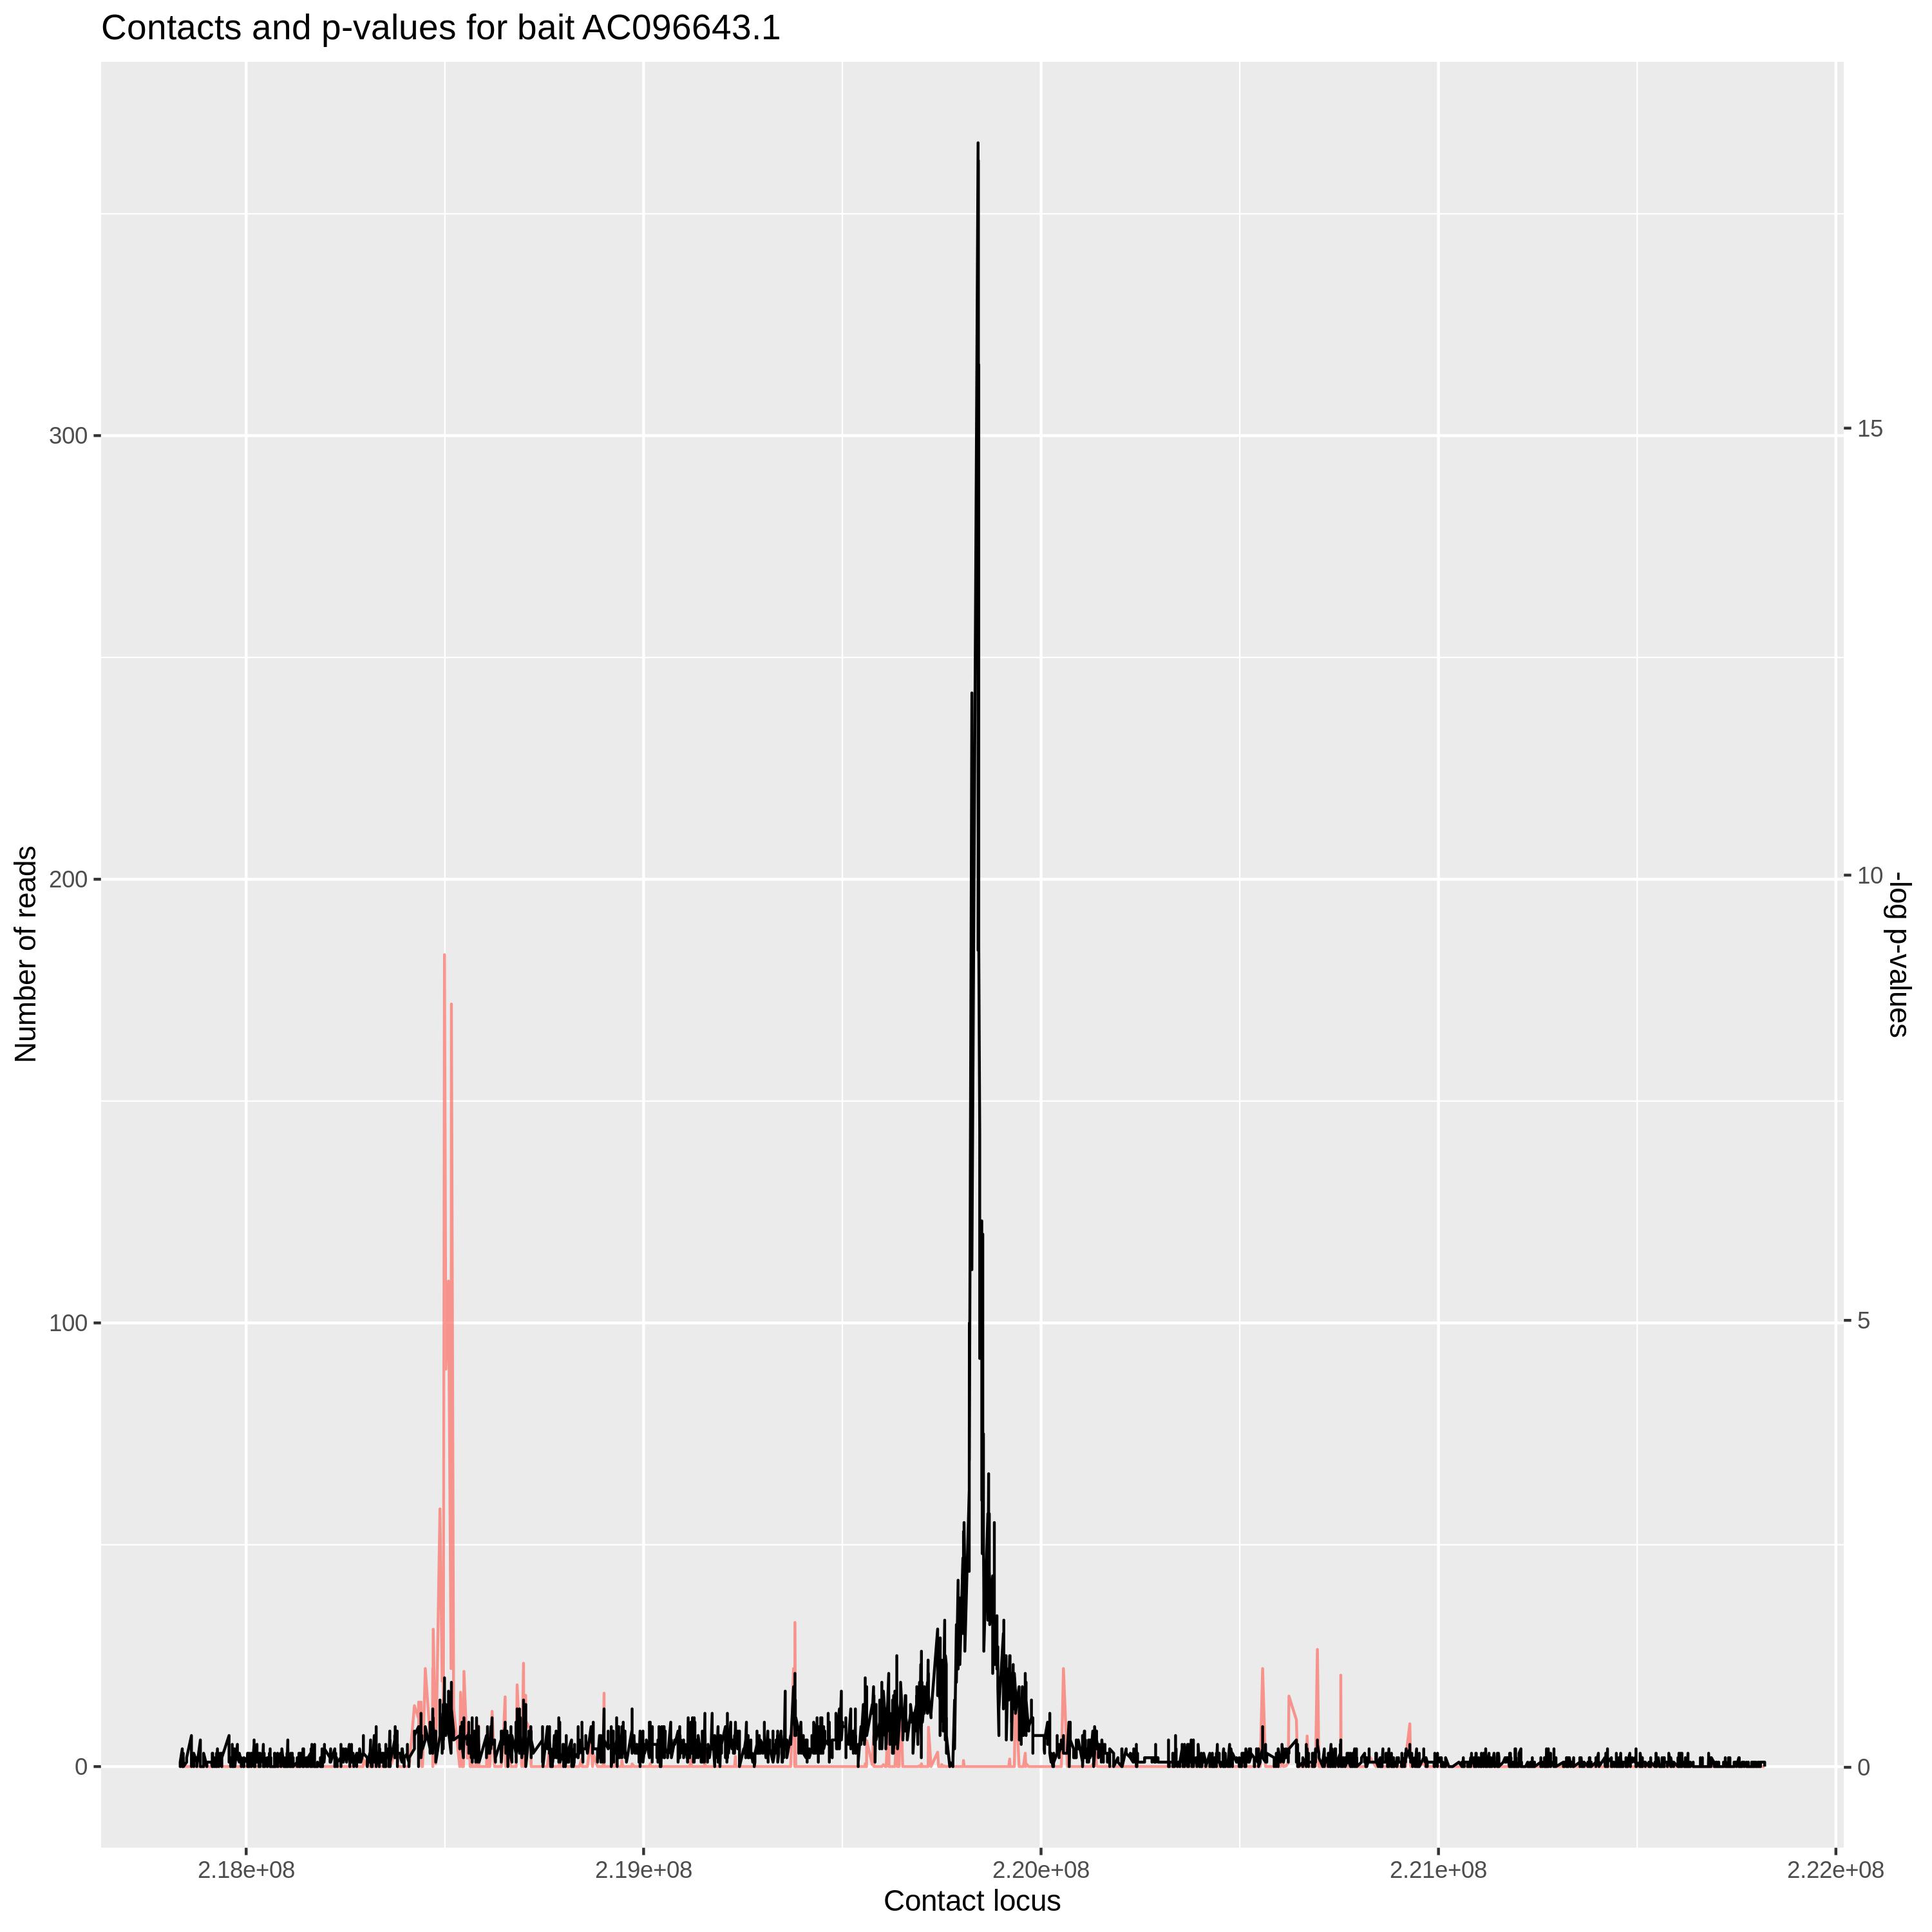 Contacts and p-values for bait AC096643.1
Number of reads
300
200
100
0
15
10
5
0
-log p-values
2.18e+08 2.19e+08 2.20e+08 2.21e+08 2.22e+08
Contact locus